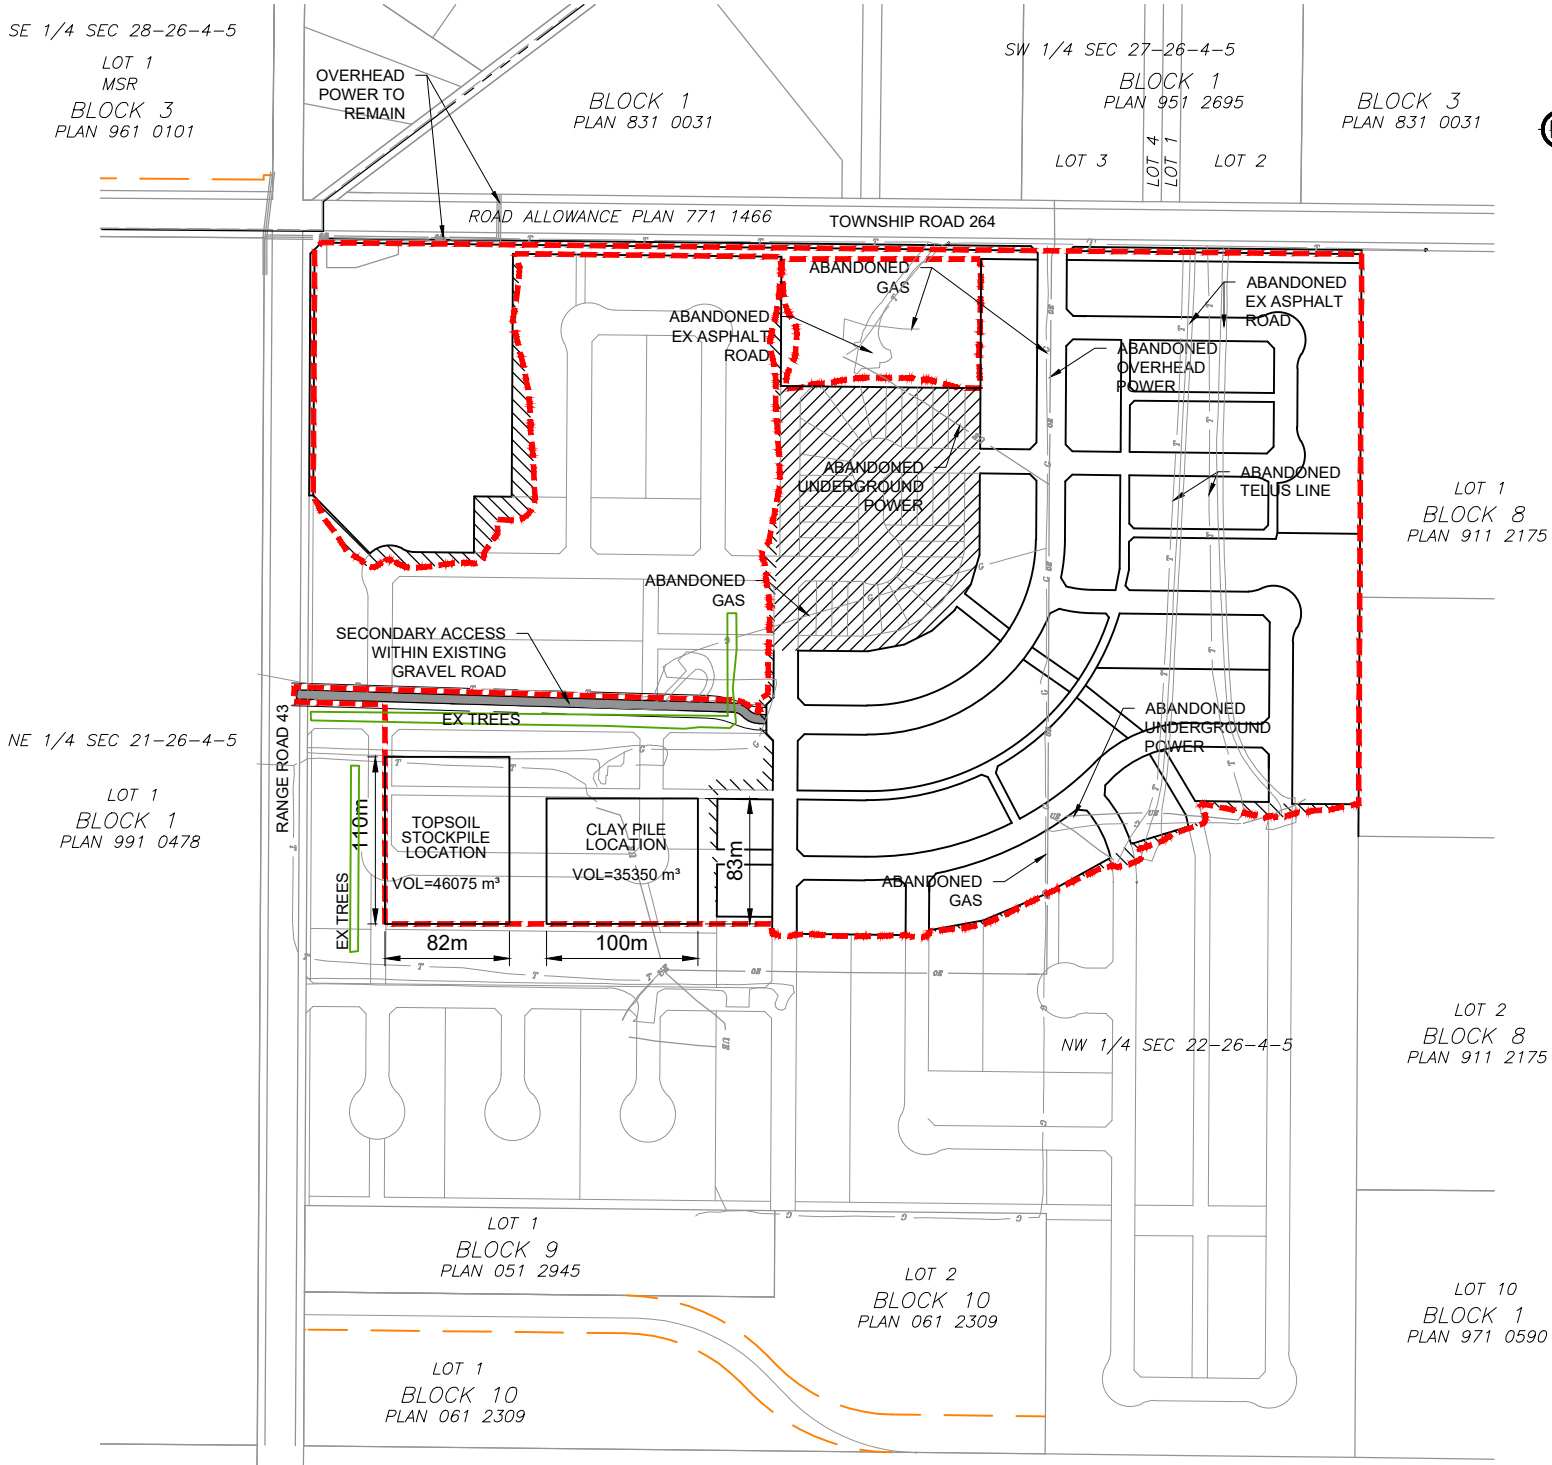 SE 1/4 SEC 28-26-4-5
LOT 1
MSR
BLOCK 3
PLAN 961 0101
OVERHEAD
POWER TO
REMAIN
BLOCK 1
PLAN 831 0031
SW 1/4 SEC 27-26-4-5
BLOCK 1
PLAN 951 2695
LOT 3
LOT 4
LOT 1
LOT 2
BLOCK 3
PLAN 831 0031
ROAD ALLOWANCE PLAN 771 1466
TOWNSHIP ROAD 264
ABANDONED
GAS
ABANDONED
EX ASPHALT
ROAD
ABANDONED
EX ASPHALT
ROAD
ABANDONED
OVERHEAD
POWER
ABANDONED
UNDERGROUND
POWER
ABANDONED
TELUS LINE
LOT 1
BLOCK 8
PLAN 911 2175
ABANDONED
GAS
SECONDARY ACCESS
WITHIN EXISTING
GRAVEL ROAD
EX TREES
RANGE ROAD 43
NE 1/4 SEC 21-26-4-5
LOT 1
BLOCK 1
PLAN 991 0478
ABANDONED
UNDERGROUND
POWER
110m
TOPSOIL
STOCKPILE
LOCATION
VOL=46075 m³
CLAY PILE
LOCATION
VOL=35350 m³
83m
ABANDONED
GAS
EX TREES
82m
100m
NW 1/4 SEC 22-26-4-5
LOT 2
BLOCK 8
PLAN 911 2175
LOT 1
BLOCK 9
PLAN 051 2945
LOT 2
BLOCK 10
PLAN 061 2309
LOT 10
BLOCK 1
PLAN 971 0590
LOT 1
BLOCK 10
PLAN 061 2309